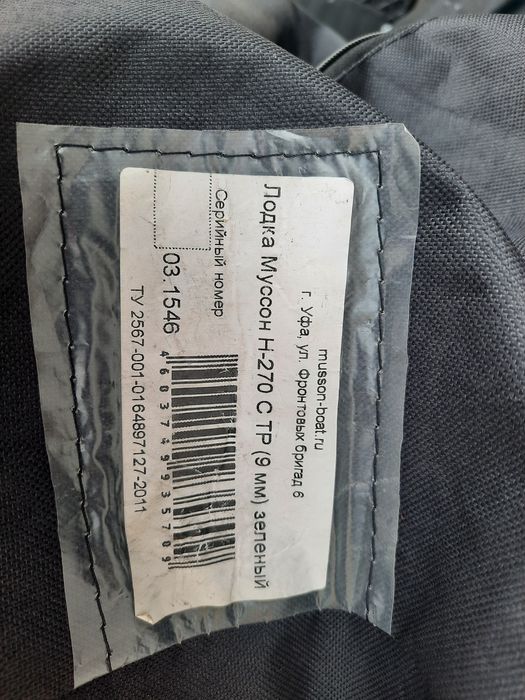 musson-boat.ru
г. Уфа, ул. Фронтовых бригад 6
Лодка Муссон Н-270 С ТР (9 мм) зеленый
Серийный номер
03.1546
4603749935709
ТУ 2567-001-0164897127-2011